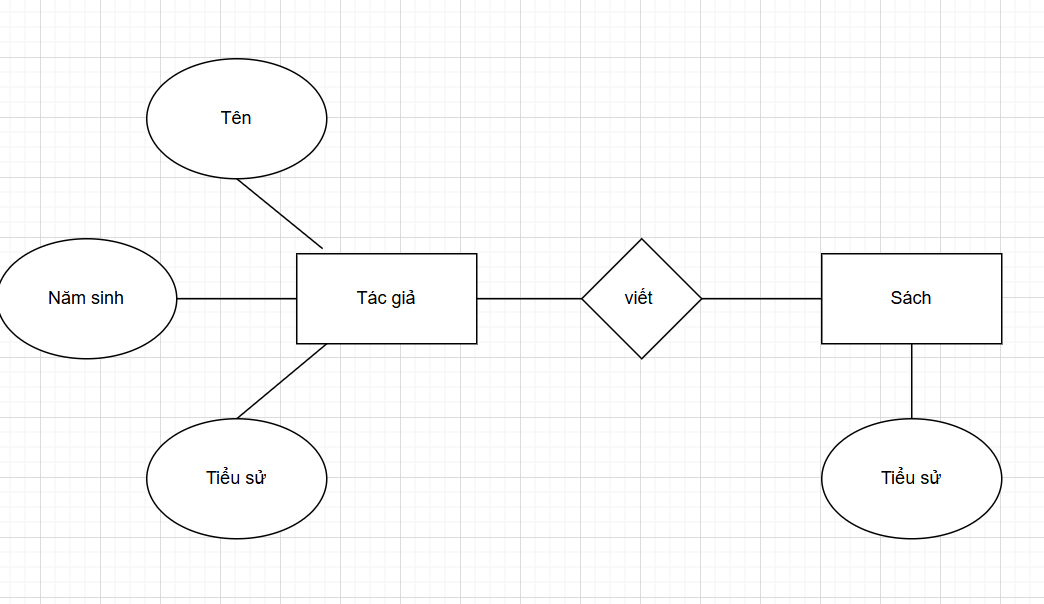 Tên
Năm sinh
Tác giả
viết
Sách
Tiểu sử
Tiểu sử